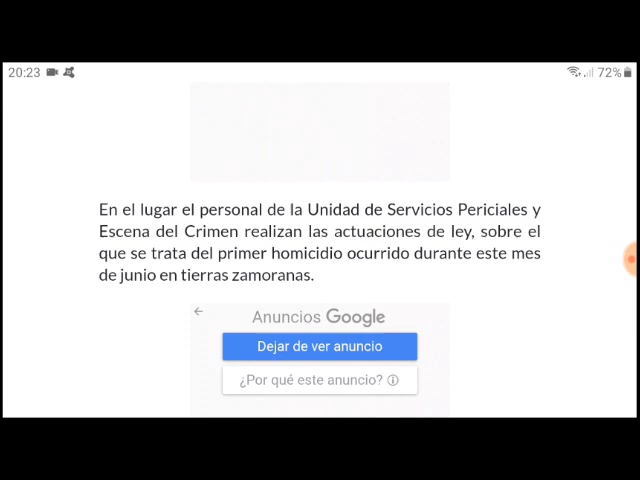 20:23 72%
En el lugar el personal de la Unidad de Servicios Periciales y
Escena del Crimen realizan las actuaciones de ley, sobre el
que se trata del primer homicidio ocurrido durante este mes
de junio en tierras zamoranas.
Anuncios Google
Dejar de ver anuncio
¿Por qué este anuncio?